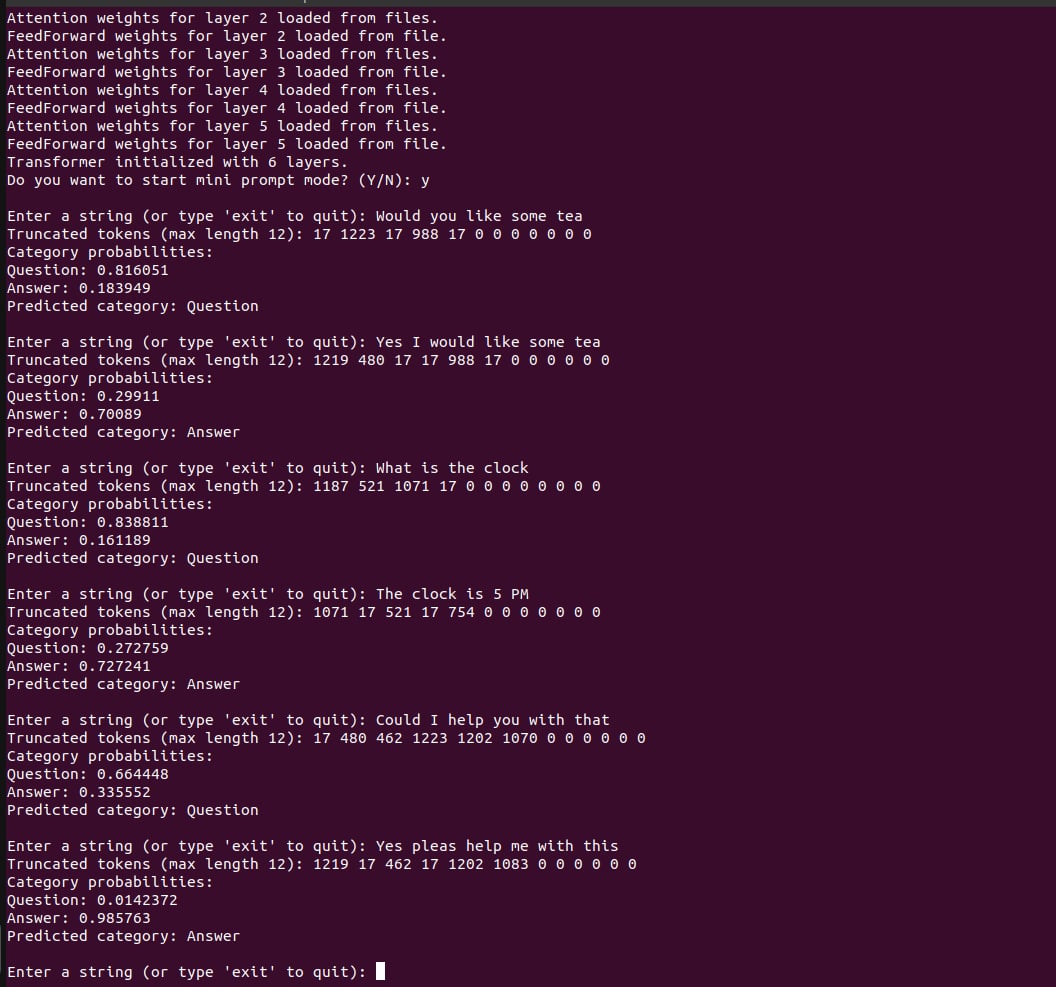 Attention weights for layer 2 loaded from files.
FeedForward weights for layer 2 loaded from file.
Attention weights for layer 3 loaded from files.
FeedForward weights for layer 3 loaded from file.
Attention weights for layer 4 loaded from files.
FeedForward weights for layer 4 loaded from file.
Attention weights for layer 5 loaded from files.
FeedForward weights for layer 5 loaded from file.
Transformer initialized with 6 layers.
Do you want to start mini prompt mode? (Y/N): y
Enter a string (or type 'exit' to quit): Would you like some tea
Truncated tokens (max length 12): 17 1223 17 988 17 0 0 0 0 0 0 0
Category probabilities:
Question: 0.816051
Answer: 0.183949
Predicted category: Question
Enter a string (or type 'exit' to quit): Yes I would like some tea
Truncated tokens (max length 12): 1219 480 17 17 988 17 0 0 0 0 0 0
Category probabilities:
Question: 0.29911
Answer: 0.70089
Predicted category: Answer
Enter a string (or type 'exit' to quit): What is the clock
Truncated tokens (max length 12): 1187 521 1071 17 0 0 0 0 0 0 0 0
Category probabilities:
Question: 0.838811
Answer: 0.161189
Predicted category: Question
Enter a string (or type 'exit' to quit): The clock is 5 PM
Truncated tokens (max length 12): 1071 17 521 17 754 0 0 0 0 0 0 0
Category probabilities:
Question: 0.272759
Answer: 0.727241
Predicted category: Answer
Enter a string (or type 'exit' to quit): Could I help you with that
Truncated tokens (max length 12): 17 480 462 1223 1202 1070 0 0 0 0 0 0
Category probabilities:
Question: 0.664448
Answer: 0.335552
Predicted category: Question
Enter a string (or type 'exit' to quit): Yes pleas help me with this
Truncated tokens (max length 12): 1219 17 462 17 1202 1083 0 0 0 0 0 0
Category probabilities:
Question: 0.0142372
Answer: 0.985763
Predicted category: Answer
Enter a string (or type 'exit' to quit):